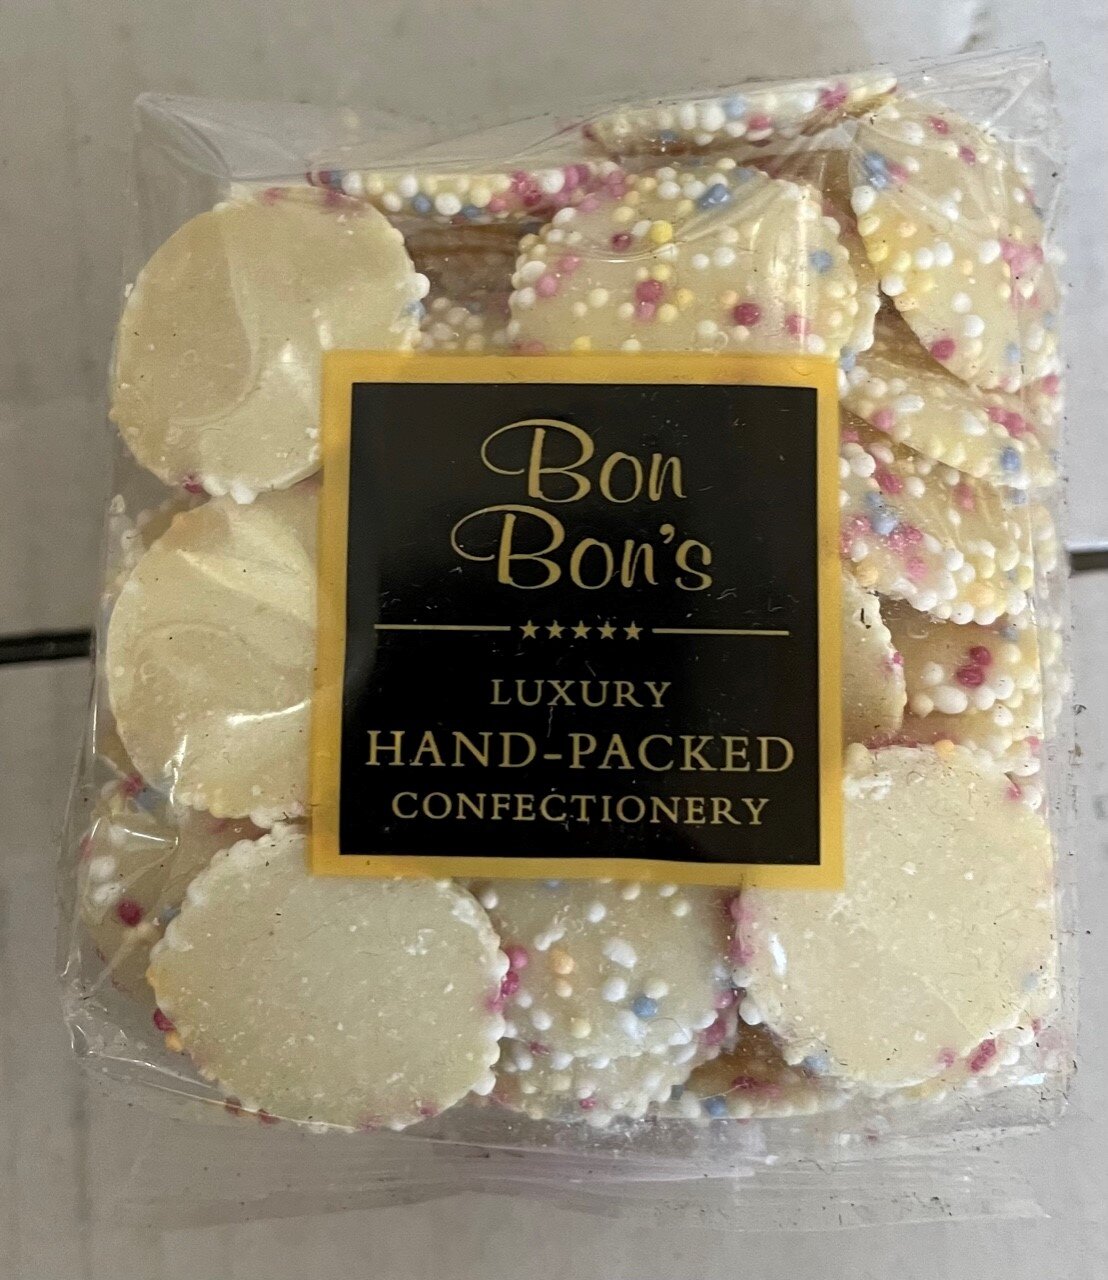 Bon
Bon's
LUXURY
HAND-PACKED
CONFECTIONERY